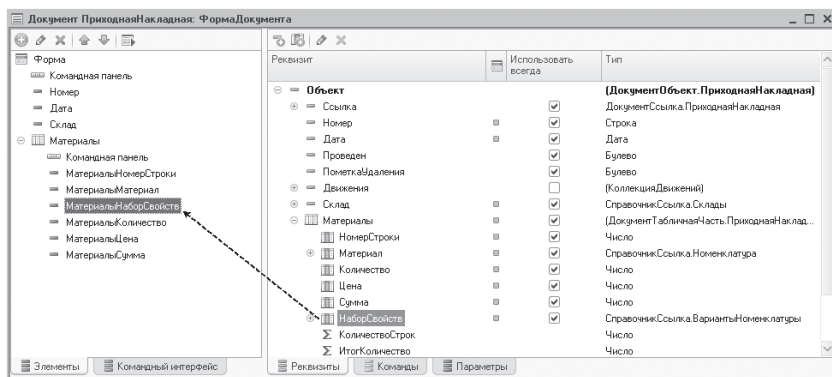 Документ ПриходнаяНакладная: ФормаДокумента
Форма
Командная панель
Номер
Дата
Склад
Материалы
Командная панель
МатериалыНомерСтроки
МатериалыМатериал
МатериалыНаборСвойств
МатериалыКоличество
МатериалыЦена
МатериалыСумма
Элементы
Командный интерфейс
Реквизит
Использовать всегда
Тип
Объект
(ДокументОбъект.ПриходнаяНакладная)
Ссылка
ДокументСсылка.ПриходнаяНакладная
Номер
Строка
Дата
Дата
Проведен
Булево
ПометкаУдаления
Булево
Движения
(КоллекцияДвижений)
Склад
СправочникСсылка.Склады
Материалы
(ДокументТабличнаяЧасть.ПриходнаяНаклад...
НомерСтроки
Число
Материал
СправочникСсылка.Номенклатура
Количество
Число
Цена
Число
Сумма
Число
НаборСвойств
СправочникСсылка.ВариантыНоменклатуры
КоличествоСтрок
Число
ИтогКоличество
Число
Реквизиты
Команды
Параметры